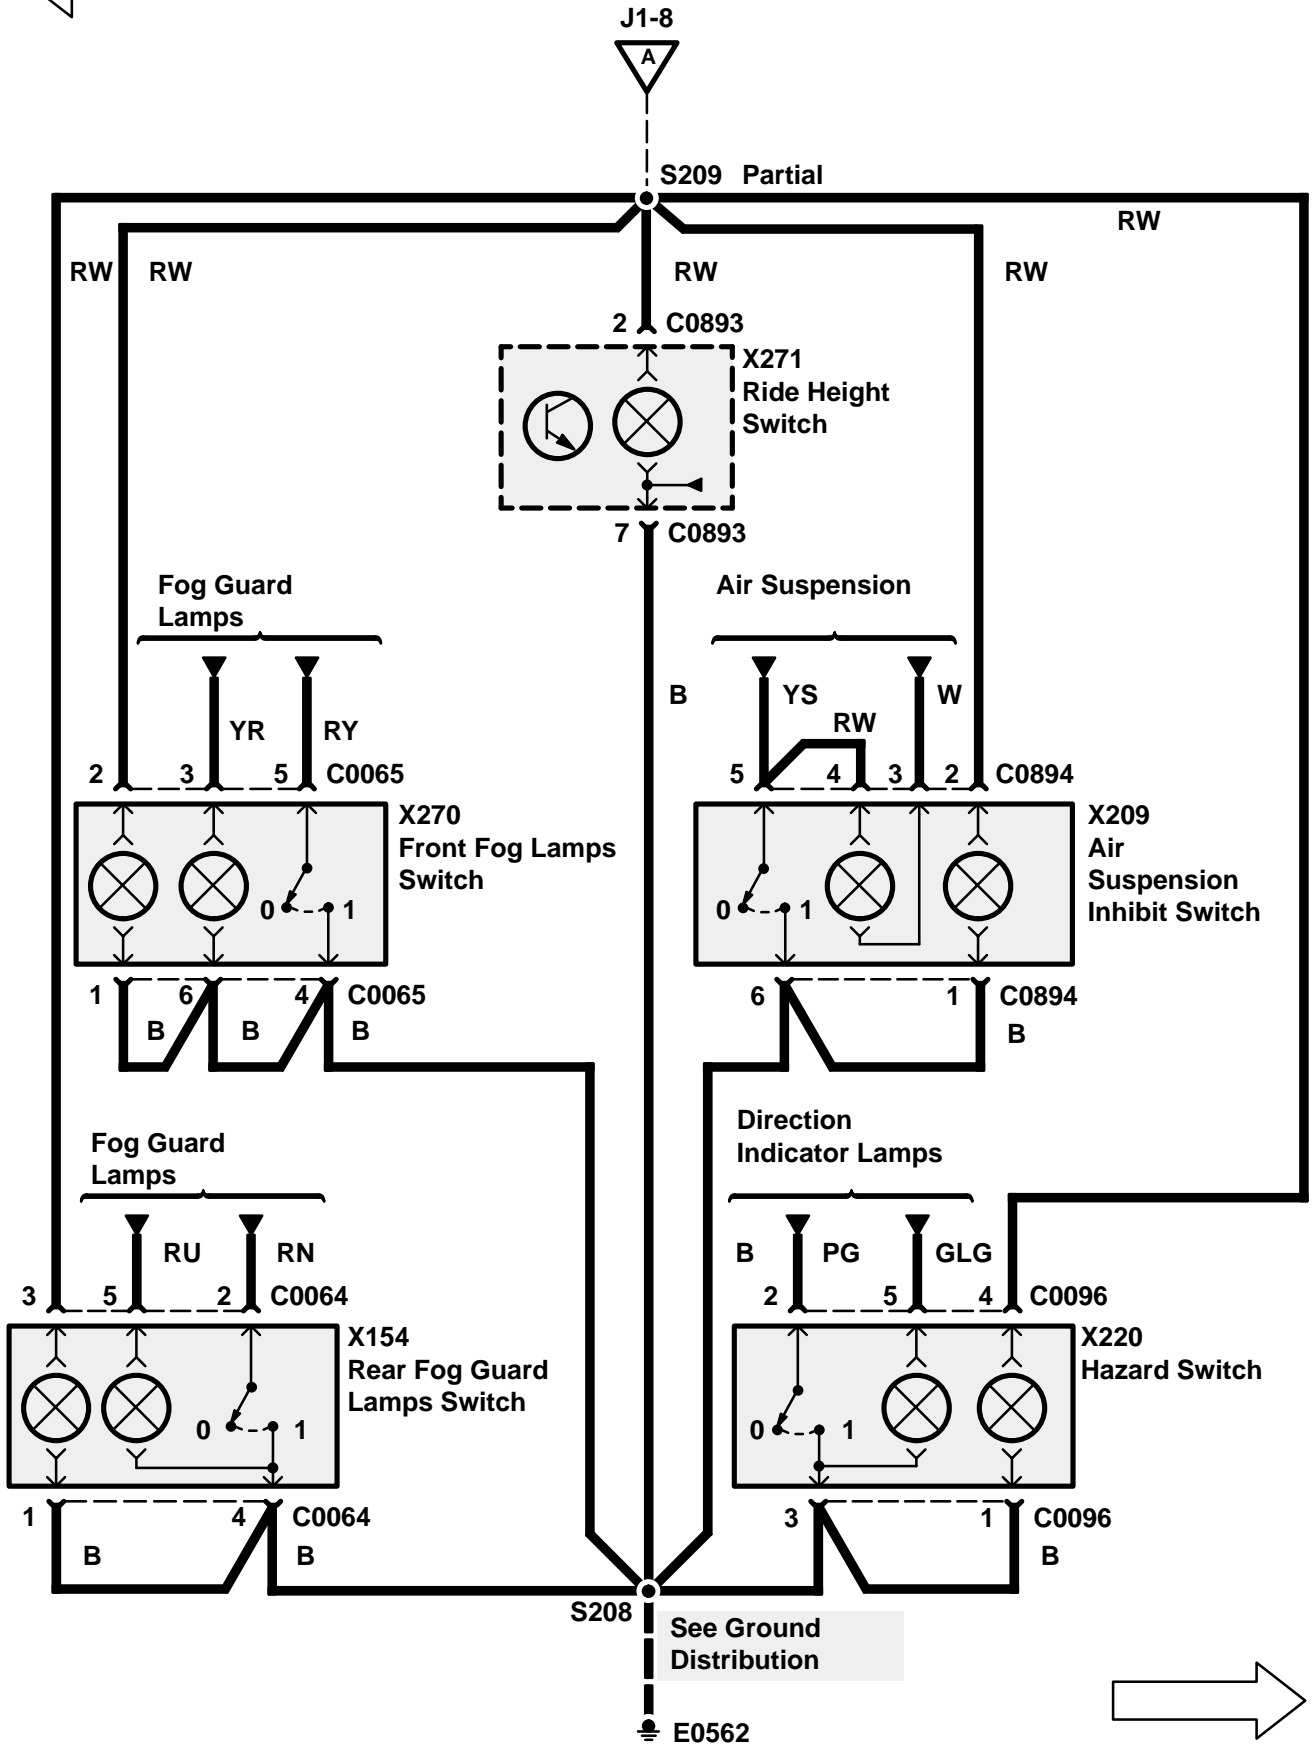 J1-8
A
S209 Partial
RW
RW RW RW RW
2 C0893
X271
Ride Height
Switch
7 C0893
Fog Guard
Lamps
Air Suspension
B YS W
RW
YR RY
2 3 5 C0065
5 4 3 2 C0894
X270
Front Fog Lamps
Switch
0 1
X209
Air
Suspension
Inhibit Switch
0 1
1 6 4 C0065
B B B
6 1 C0894
B
Fog Guard
Lamps
Direction
Indicator Lamps
RU RN
B PG GLG
3 5 2 C0064
2 5 4 C0096
X154
Rear Fog Guard
Lamps Switch
0 1
X220
Hazard Switch
0 1
1 4 C0064
B B
3 1 C0096
B
S208
See Ground
Distribution
E0562